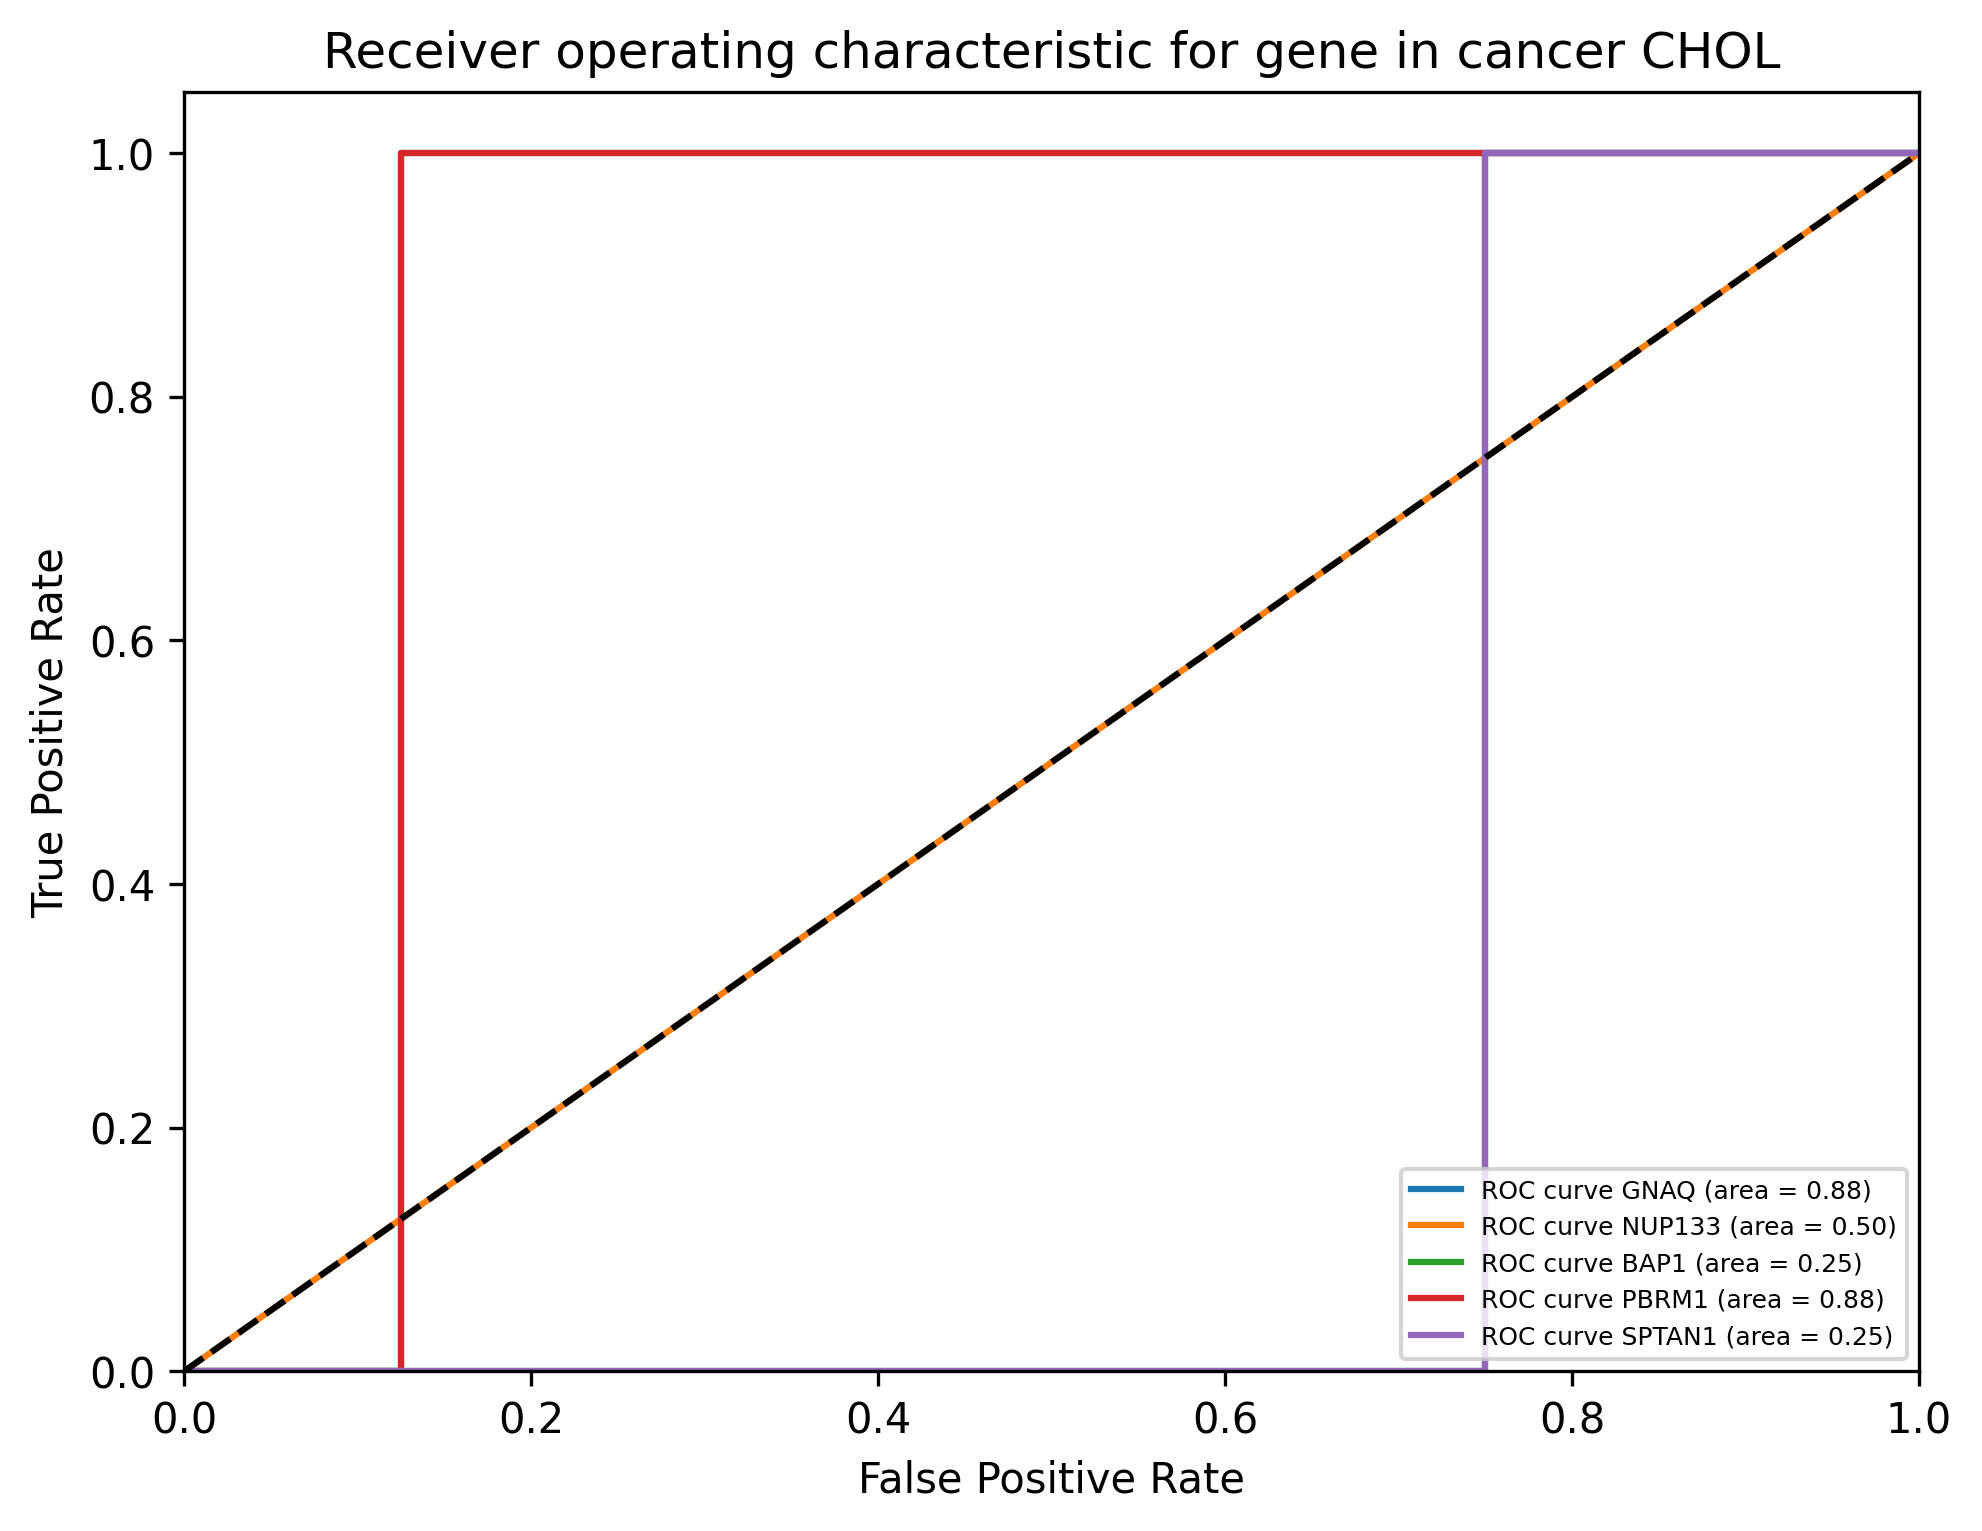 Receiver operating characteristic for gene in cancer CHOL
True Positive Rate
1.0
0.8
0.6
0.4
0.2
0.0
ROC curve GNAQ (area = 0.88)
ROC curve NUP133 (area = 0.50)
ROC curve BAP1 (area = 0.25)
ROC curve PBRM1 (area = 0.88)
ROC curve SPTAN1 (area = 0.25)
0.0 0.2 0.4 0.6 0.8 1.0
False Positive Rate